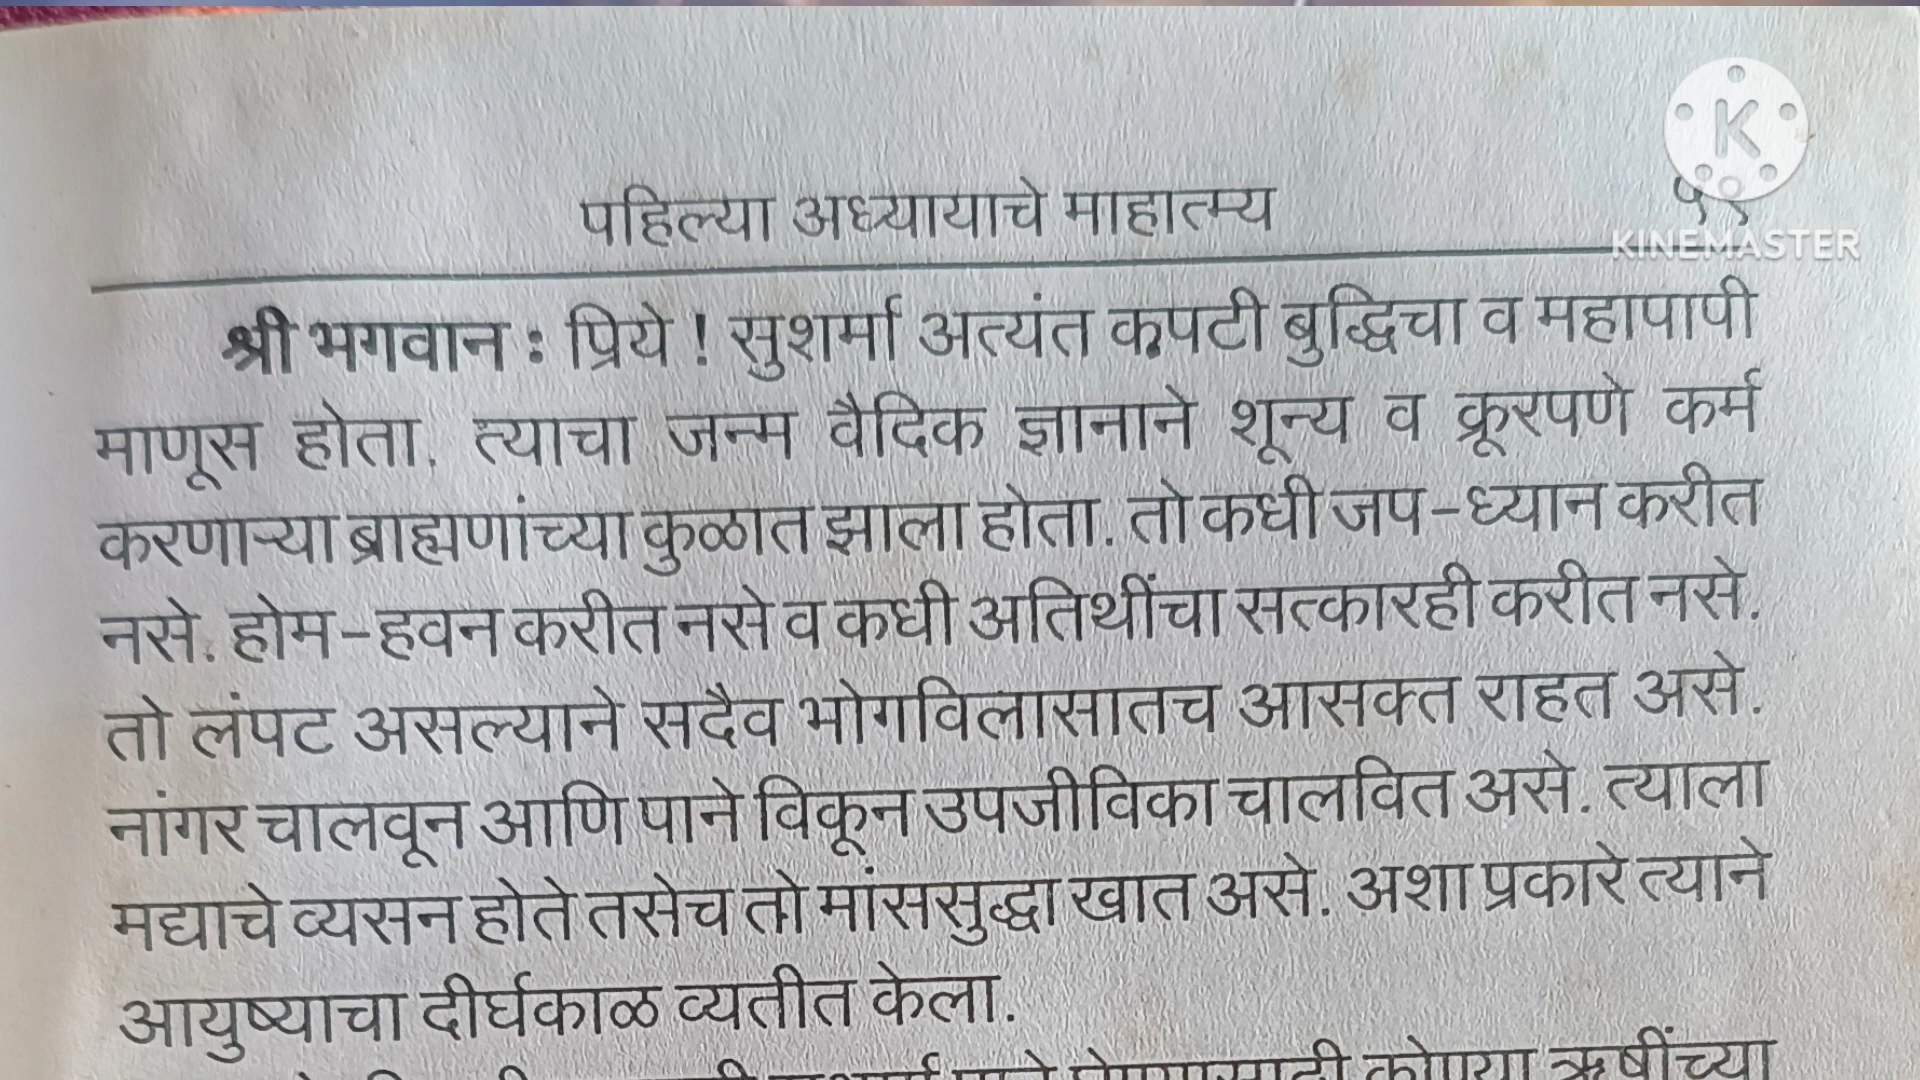 पहिल्या अध्यायाचे माहात्म्य
K
KINEMASTER
श्री भगवान : प्रिये ! सुशर्मा अत्यंत कपटी बुद्धिचा व महापापी
माणूस होता. त्याचा जन्म वैदिक ज्ञानाने शून्य व क्रूरपणे कर्म
करणाऱ्या ब्राह्मणांच्या कुळात झाला होता. तो कधी जप-ध्यान करीत
नसे. होम-हवन करीत नसे व कधी अतिथींचा सत्कारही करीत नसे.
तो लंपट असल्याने सदैव भोगविलासातच आसक्त राहत असे.
नांगर चालवून आणि पाने विकून उपजीविका चालवित असे. त्याला
मद्याचे व्यसन होते तसेच तो मांससुद्धा खात असे. अशा प्रकारे त्याने
आयुष्याचा दीर्घकाळ व्यतीत केला.
कोण्या ऋषींच्या